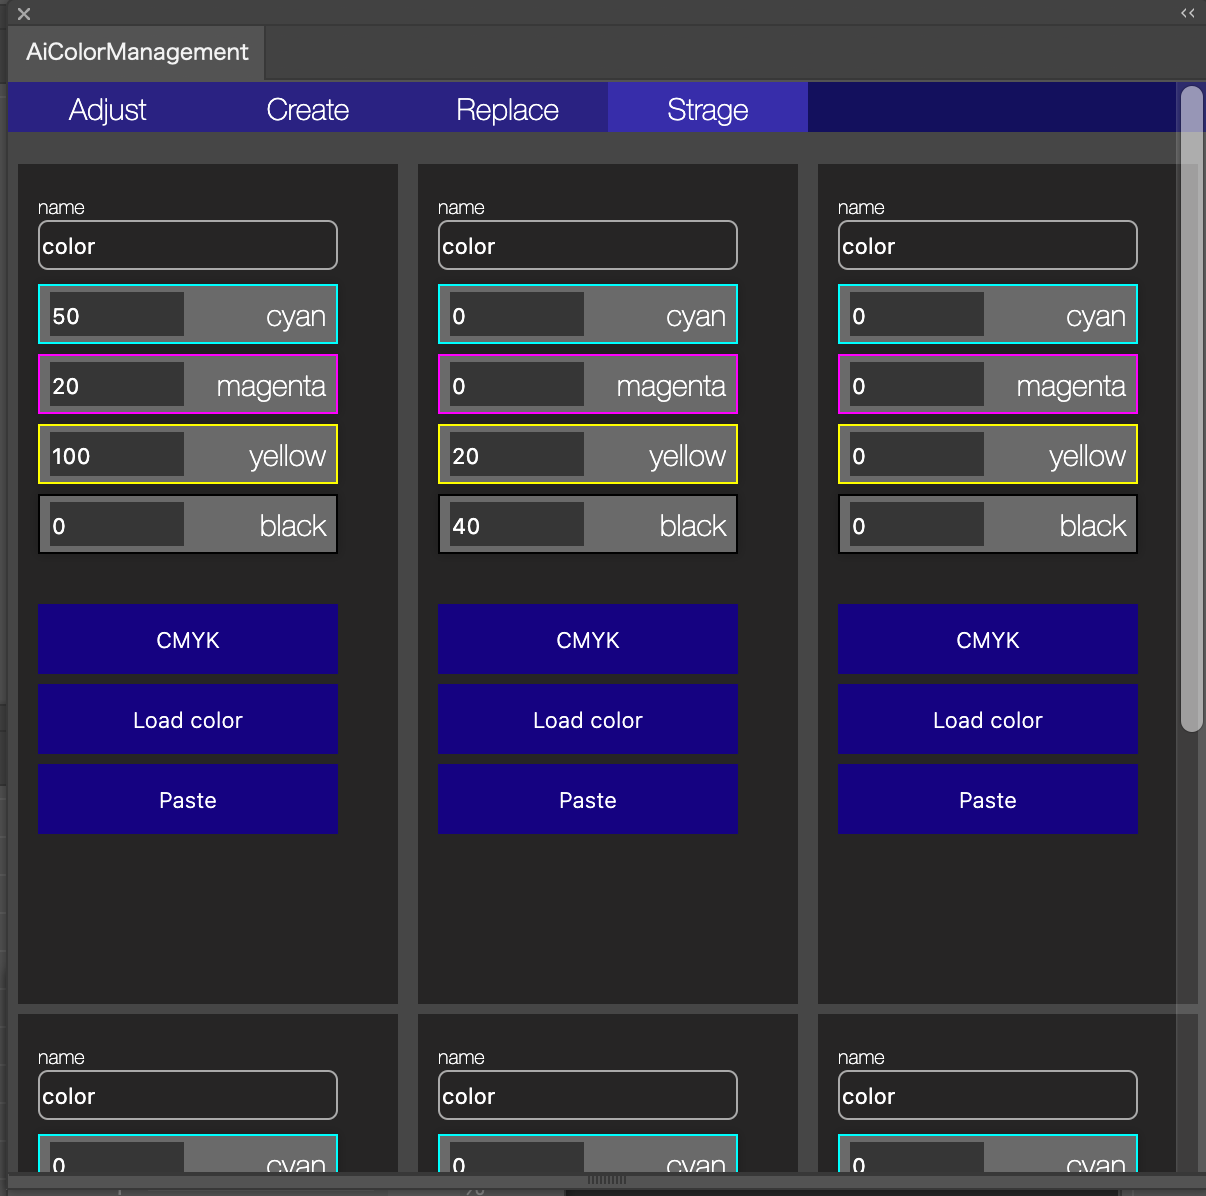 AiColorManagement
Adjust Create Replace Strage
name name name
color color color
50 cyan 0 cyan 0 cyan
20 magenta 0 magenta 0 magenta
100 yellow 20 yellow 0 yellow
0 black 40 black 0 black
CMYK CMYK CMYK
Load color Load color Load color
Paste Paste Paste
name name name
color color color
0 cyan 0 cyan 0 cyan